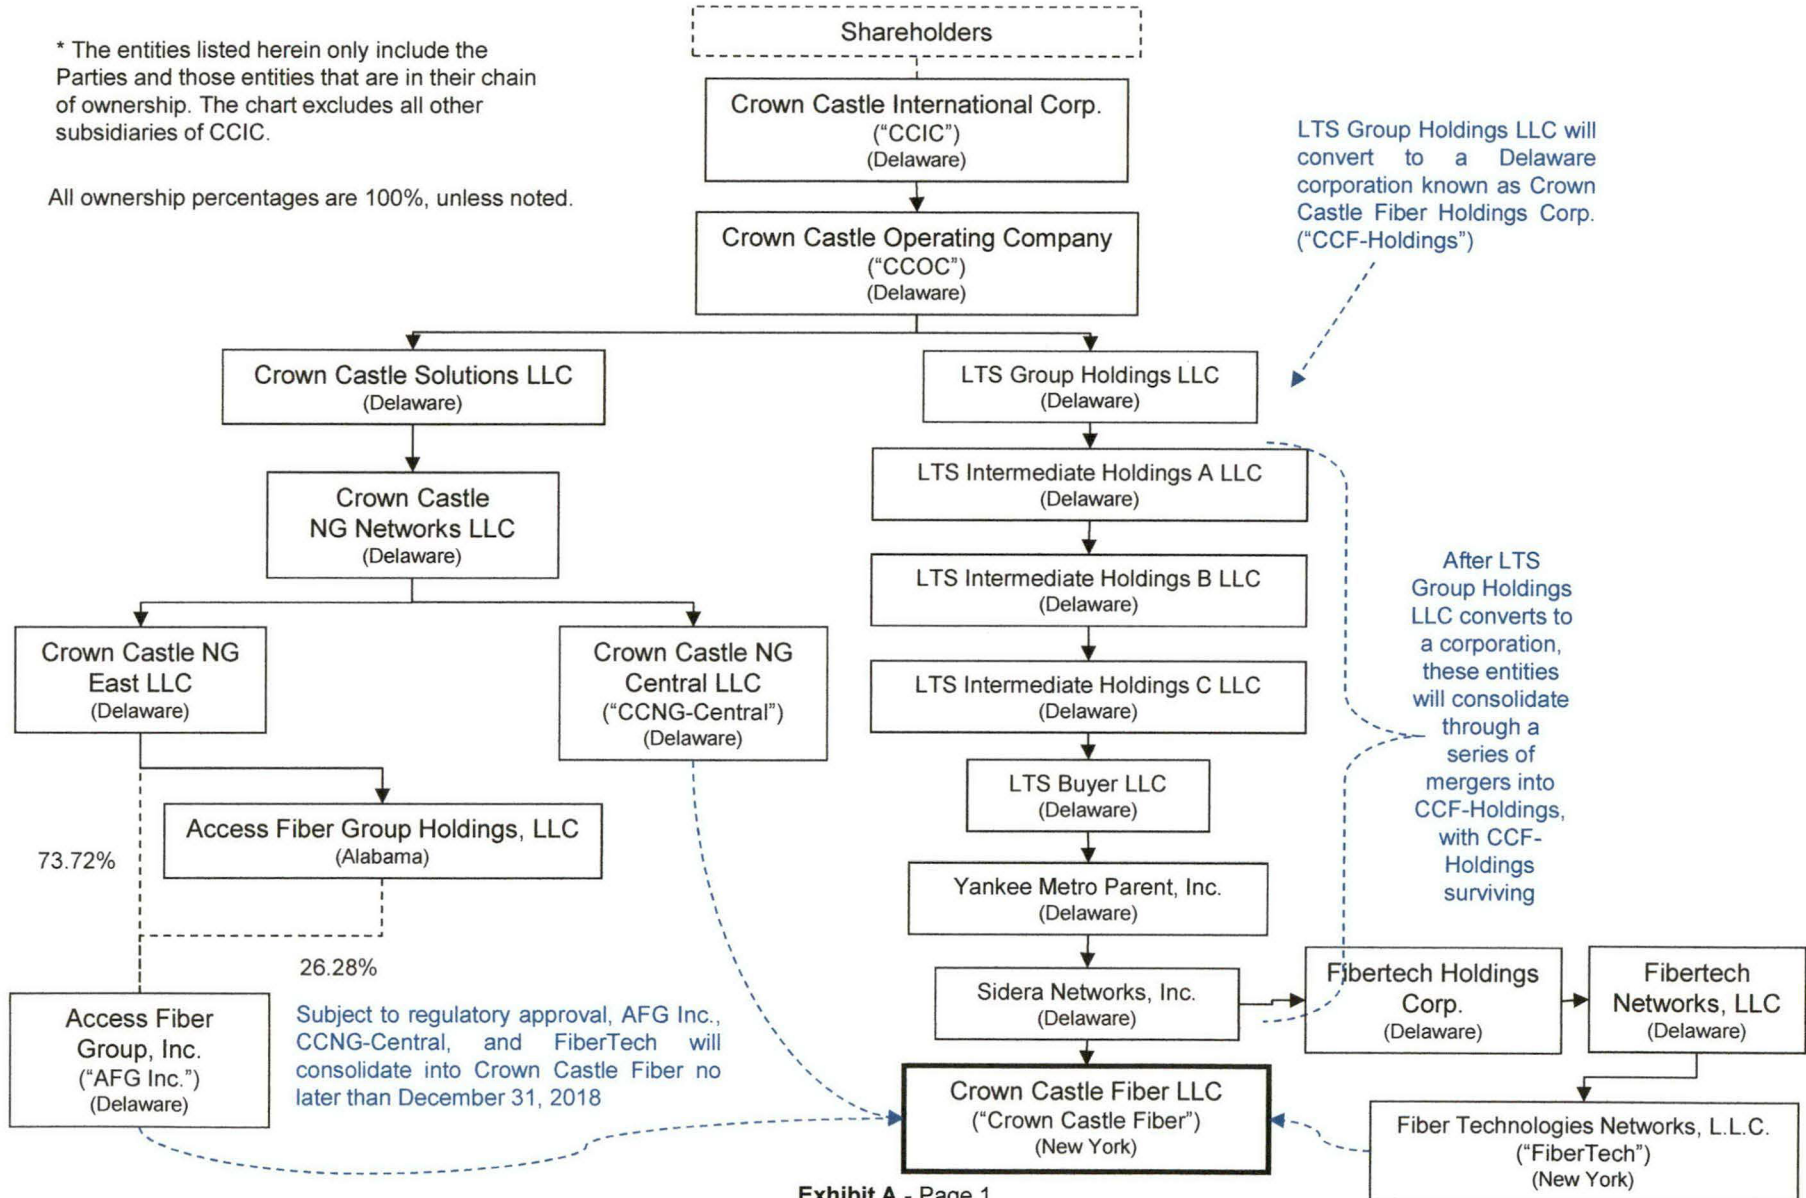 Shareholders
* The entities listed herein only include the
Parties and those entities that are in their chain
of ownership. The chart excludes all other
subsidiaries of CCIC.
All ownership percentages are 100%, unless noted.
Crown Castle International Corp.
(“CCIC”)
(Delaware)
LTS Group Holdings LLC will
convert to a Delaware
corporation known as Crown
Castle Fiber Holdings Corp.
(“CCF-Holdings”)
Crown Castle Operating Company
(“CCOC”)
(Delaware)
Crown Castle Solutions LLC
(Delaware)
LTS Group Holdings LLC
(Delaware)
Crown Castle
NG Networks LLC
(Delaware)
LTS Intermediate Holdings A LLC
(Delaware)
LTS Intermediate Holdings B LLC
(Delaware)
After LTS
Group Holdings
LLC converts to
a corporation,
these entities
will consolidate
through a
series of
mergers into
CCF-Holdings,
with CCF-
Holdings
surviving
Crown Castle NG
East LLC
(Delaware)
Crown Castle NG
Central LLC
(“CCNG-Central”)
(Delaware)
LTS Intermediate Holdings C LLC
(Delaware)
LTS Buyer LLC
(Delaware)
Access Fiber Group Holdings, LLC
(Alabama)
73.72%
26.28%
Yankee Metro Parent, Inc.
(Delaware)
Sidera Networks, Inc.
(Delaware)
Fibertech Holdings
Corp.
(Delaware)
Fibertech
Networks, LLC
(Delaware)
Access Fiber
Group, Inc.
(“AFG Inc.”)
(Delaware)
Subject to regulatory approval, AFG Inc.,
CCNG-Central, and FiberTech will
consolidate into Crown Castle Fiber no
later than December 31, 2018
Crown Castle Fiber LLC
(“Crown Castle Fiber”)
(New York)
Fiber Technologies Networks, L.L.C.
(“FiberTech”)
(New York)
Exhibit A - Page 1